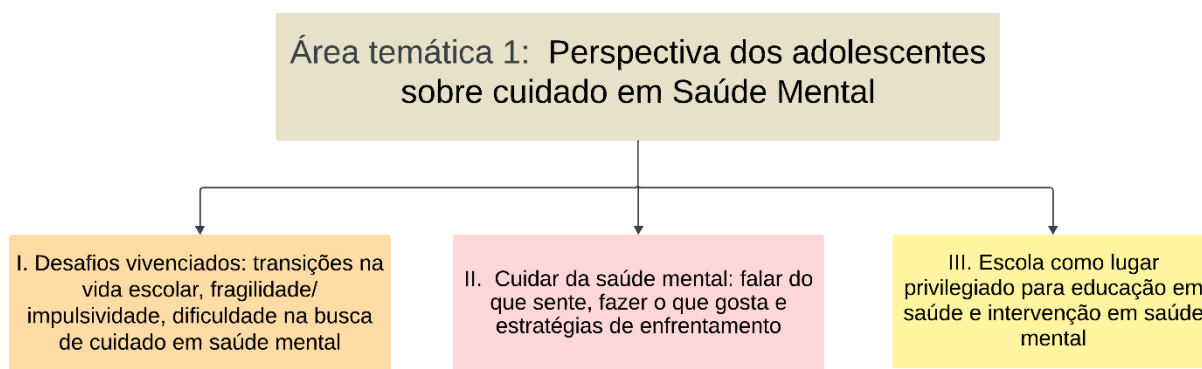 Área temática 1: Perspectiva dos adolescentes
sobre cuidado em Saúde Mental
I. Desafios vivenciados: transições na
vida escolar, fragilidade/
impulsividade, dificuldade na busca
de cuidado em saúde mental
II. Cuidar da saúde mental: falar do
que sente, fazer o que gosta e
estratégias de enfrentamento
III. Escola como lugar
privilegiado para educação em
saúde e intervenção em saúde
mental